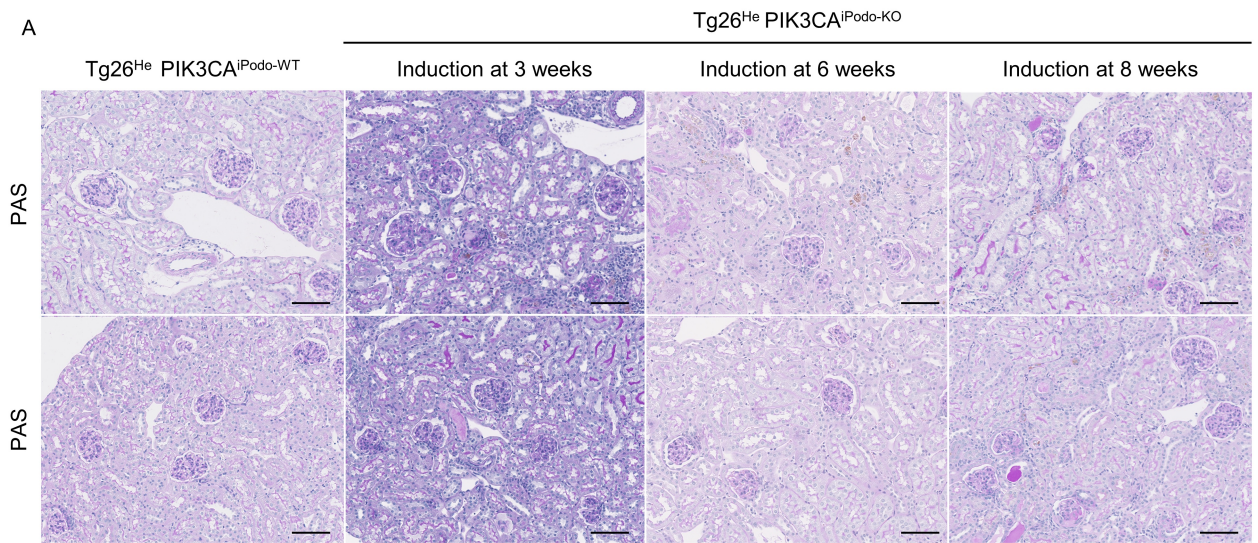 A
Tg26He PIK3CAiPodo-KO
Tg26He PIK3CAiPodo-WT
Induction at 3 weeks
Induction at 6 weeks
Induction at 8 weeks
PAS
PAS